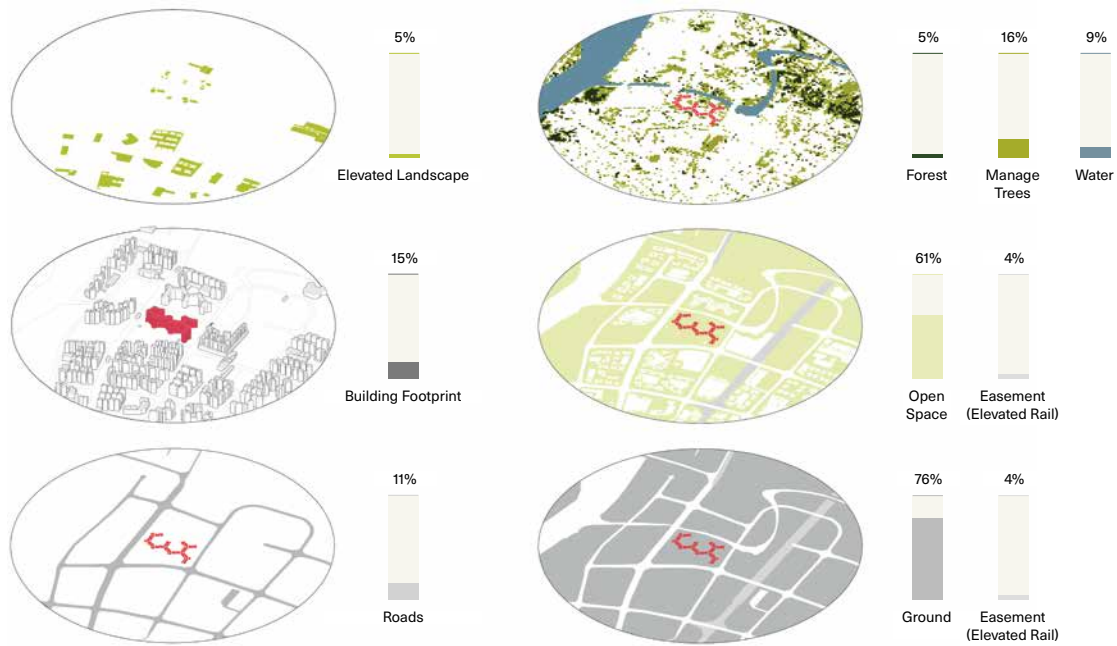 5%
Elevated Landscape
5%
16%
9%
Forest
Manage
Trees
Water
15%
Building Footprint
61%
4%
Open
Space
Easement
(Elevated Rail)
11%
Roads
76%
4%
Ground
Easement
(Elevated Rail)